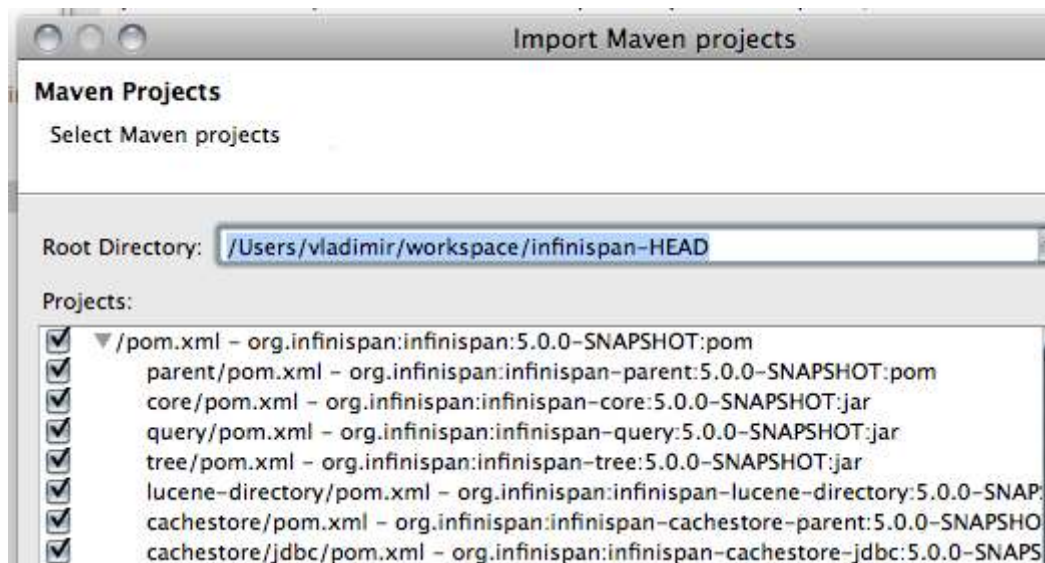 Import Maven projects
Maven Projects
Select Maven projects
Root Directory: /Users/vladimir/workspace/infinispan-HEAD
Projects:
/pom.xml – org.infinispan:infinispan:5.0.0-SNAPSHOT:pom
parent/pom.xml – org.infinispan:infinispan-parent:5.0.0-SNAPSHOT:pom
core/pom.xml – org.infinispan:infinispan-core:5.0.0-SNAPSHOT:jar
query/pom.xml – org.infinispan:infinispan-query:5.0.0-SNAPSHOT:jar
tree/pom.xml – org.infinispan:infinispan-tree:5.0.0-SNAPSHOT:jar
lucene-directory/pom.xml – org.infinispan:infinispan-lucene-directory:5.0.0-SNAP
cachestore/pom.xml – org.infinispan:infinispan-cachestore-parent:5.0.0-SNAPSHO
cachestore/jdbc/pom.xml – org.infinispan:infinispan-cachestore-jdbc:5.0.0-SNAPS